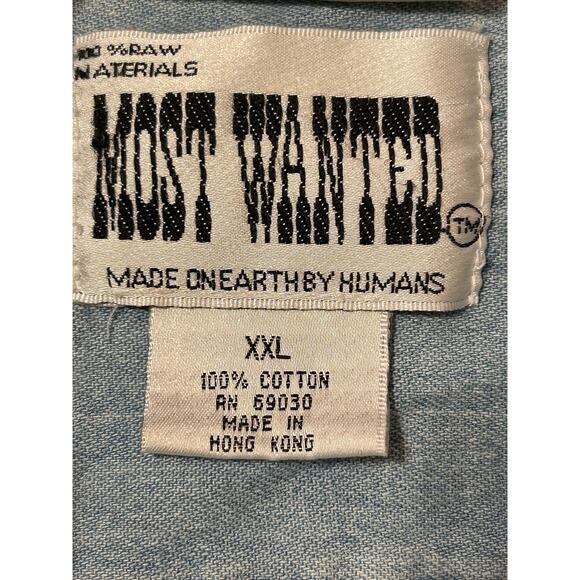 100 %RAW
MATERIALS
MOST WANTED
TM
MADE ON EARTH BY HUMANS
XXL
100% COTTON
RN 69030
MADE IN
HONG KONG